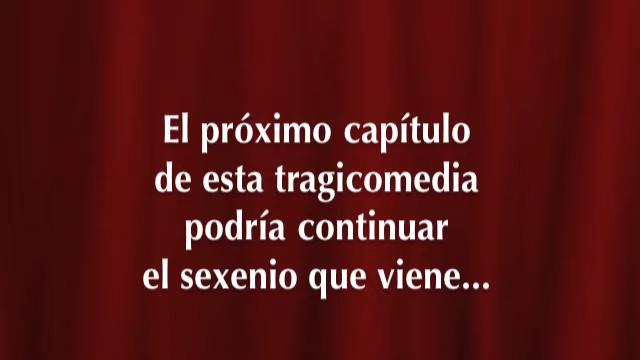 El próximo capítulo
de esta tragicomedia
podría continuar
el sexenio que viene...